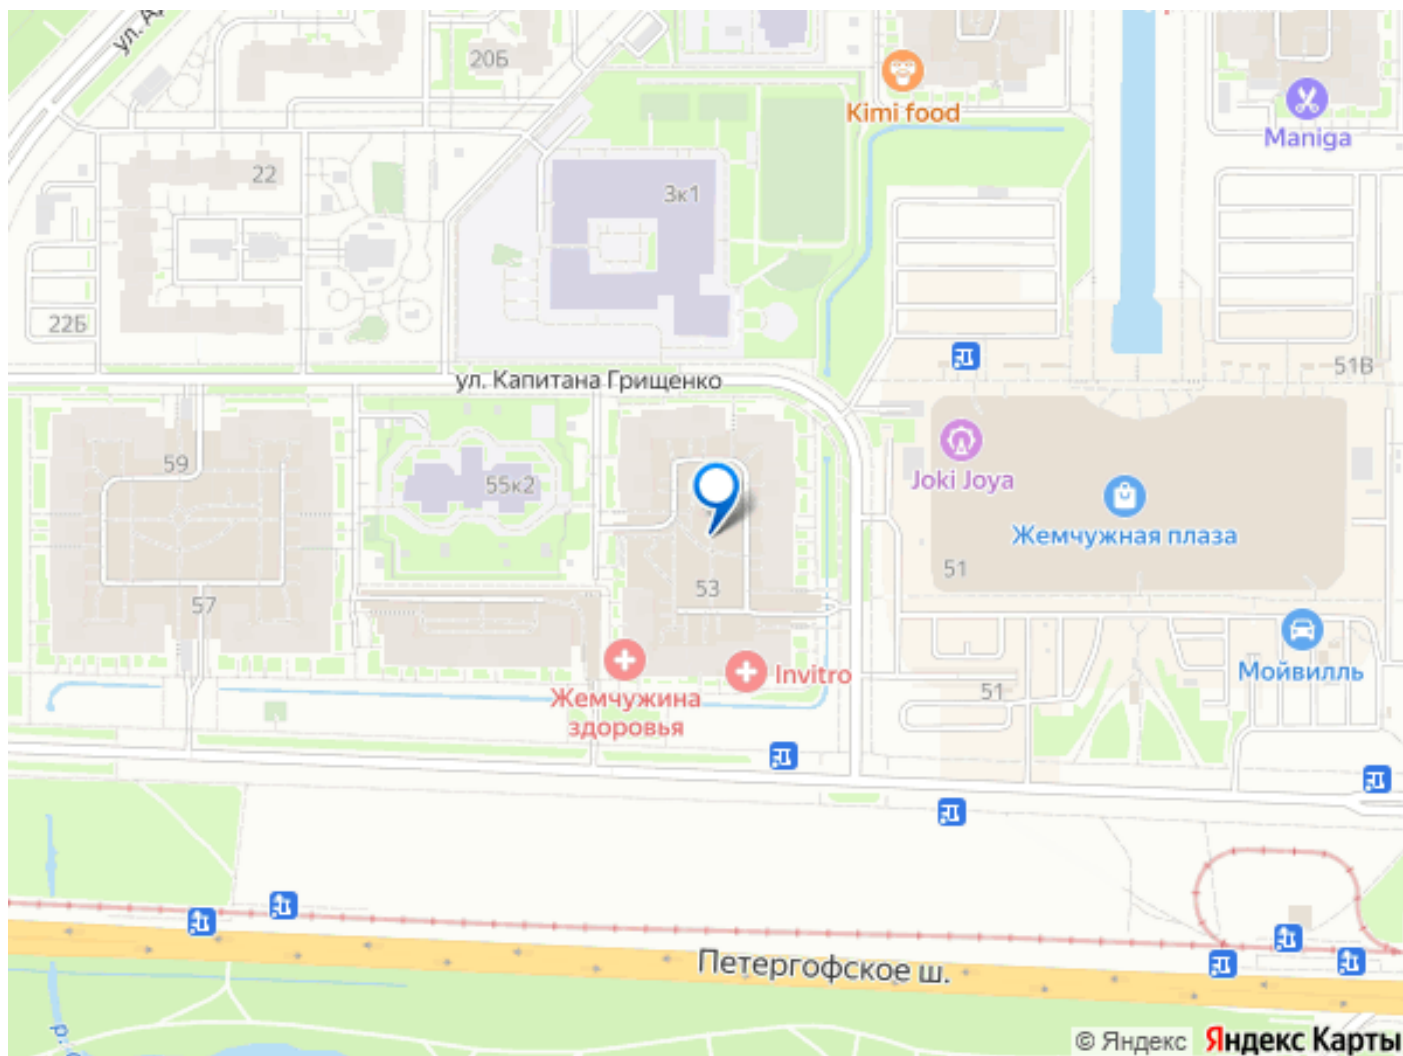 ул. А
20Б
Kimi food
Maniga
22
3к1
22Б
51В
ул. Капитана Грищенко
59
55к2
Joki Joya
Жемчужная плаза
51
53
57
Мойвилль
Invitro
51
Жемчужина
здоровья
Петергофское ш.
р.
© Яндекс Яндекс Карты